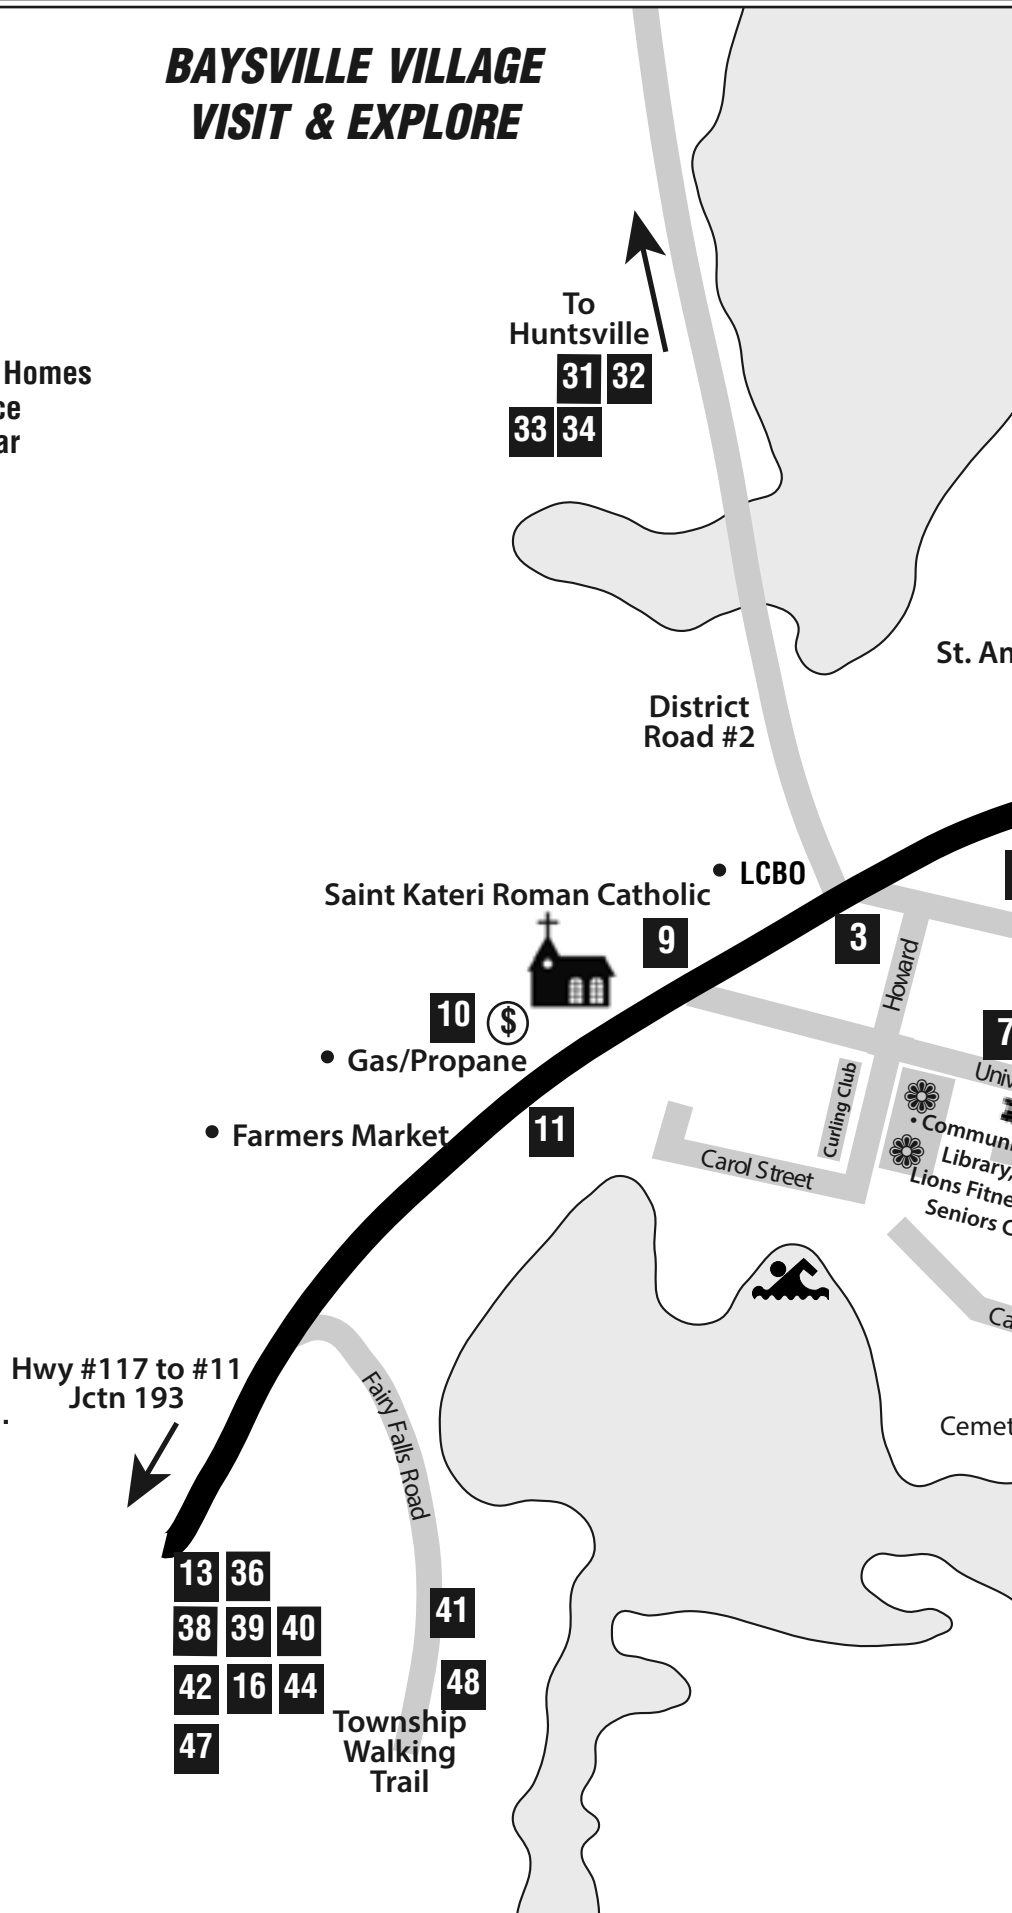 BAYSVILLE VILLAGE
VISIT & EXPLORE
To
Huntsville
31 32
33 34
Homes
ce
ar
St. An
District
Road #2
• LCBO
Saint Kateri Roman Catholic
9
3
Howard
10 $
7
• Gas/Propane
Univ
Curling Club
11
• Farmers Market
• Commun
Library,
Lions Fitne
Seniors C
Carol Street
Ca
Hwy #117 to #11
Jctn 193
.
Fairy Falls Road
Cemet
13 36
38 39 40
42 16 44
47
41
48
Township
Walking
Trail